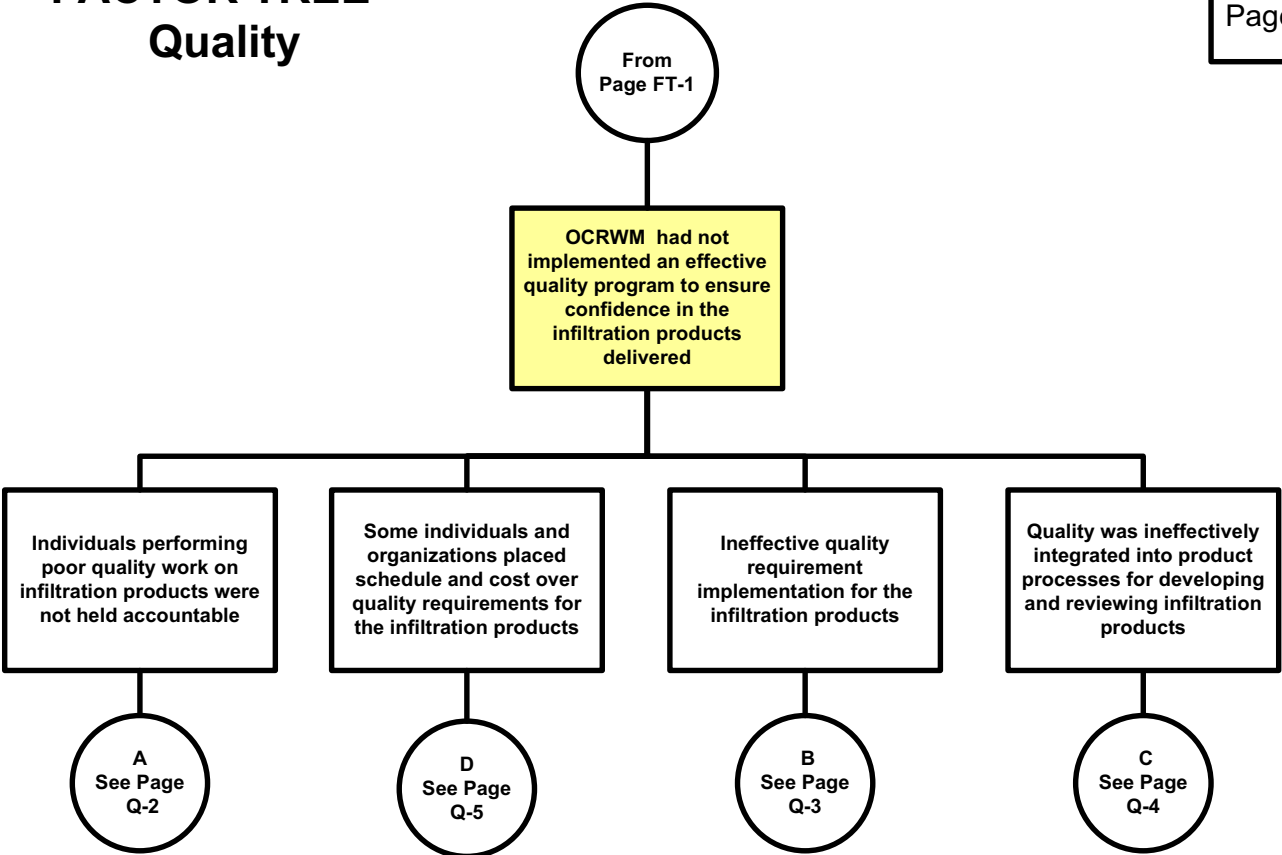 Quality
Page
From
Page FT-1
OCRWM had not
implemented an effective
quality program to ensure
confidence in the
infiltration products
delivered
Individuals performing
poor quality work on
infiltration products were
not held accountable
Some individuals and
organizations placed
schedule and cost over
quality requirements for
the infiltration products
Ineffective quality
requirement
implementation for the
infiltration products
Quality was ineffectively
integrated into product
processes for developing
and reviewing infiltration
products
A
See Page
Q-2
D
See Page
Q-5
B
See Page
Q-3
C
See Page
Q-4